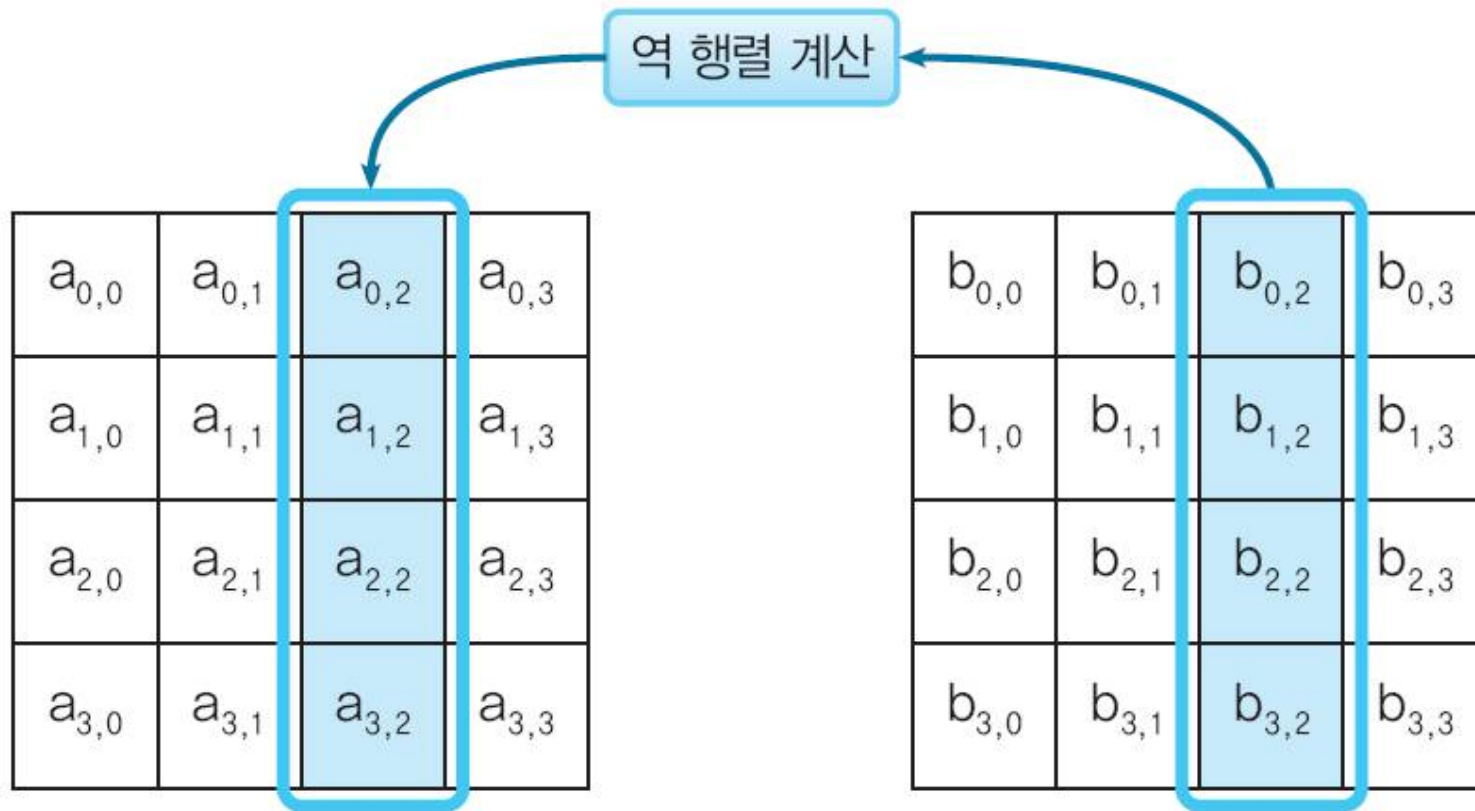 역 행렬 계산
a0,0 a0,1 a0,2 a0,3 b0,0 b0,1 b0,2 b0,3
a1,0 a1,1 a1,2 a1,3 b1,0 b1,1 b1,2 b1,3
a2,0 a2,1 a2,2 a2,3 b2,0 b2,1 b2,2 b2,3
a3,0 a3,1 a3,2 a3,3 b3,0 b3,1 b3,2 b3,3